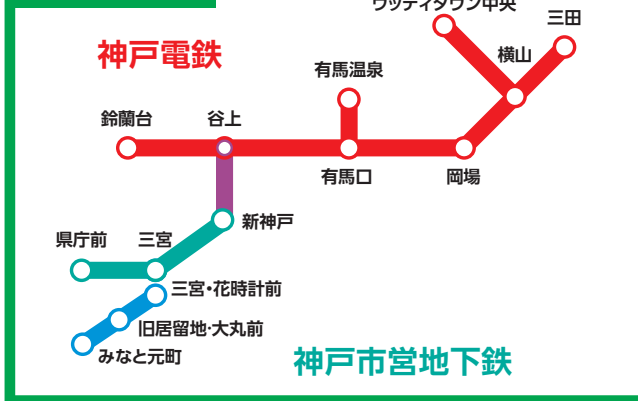 ウッディタウン中央
三田
神戸電鉄
横山
有馬温泉
鈴蘭台
谷上
有馬口
岡場
新神戸
県庁前
三宮
三宮・花時計前
旧居留地・大丸前
みなと元町
神戸市営地下鉄